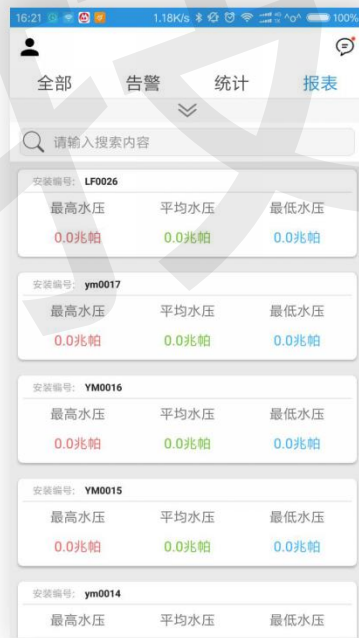 16:21 1.18K/s 4G ^o^ 100%
全部 告警 统计 报表
请输入搜索内容
安装编号: LF0026
最高水压 平均水压 最低水压
0.0兆帕 0.0兆帕 0.0兆帕
安装编号: ym0017
最高水压 平均水压 最低水压
0.0兆帕 0.0兆帕 0.0兆帕
安装编号: YM0016
最高水压 平均水压 最低水压
0.0兆帕 0.0兆帕 0.0兆帕
安装编号: YM0015
最高水压 平均水压 最低水压
0.0兆帕 0.0兆帕 0.0兆帕
安装编号: ym0014
最高水压 平均水压 最低水压